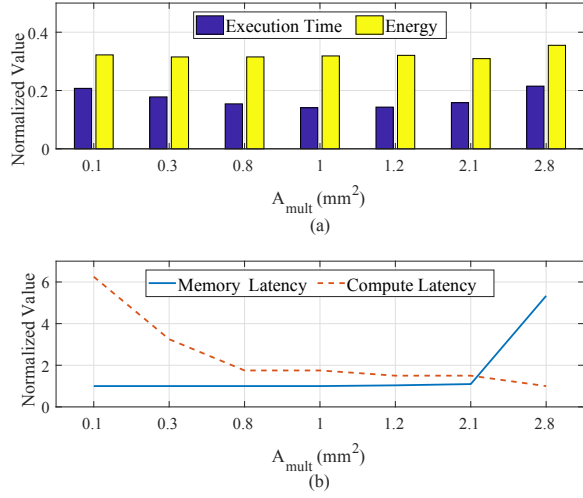 Execution Time Energy
Normalized Value
0.4
0.2
0
0.1 0.3 0.8 1 1.2 2.1 2.8
A_mult (mm^2)
(a)
Memory Latency Compute Latency
Normalized Value
6
4
2
0
0.1 0.3 0.8 1 1.2 2.1 2.8
A_mult (mm^2)
(b)